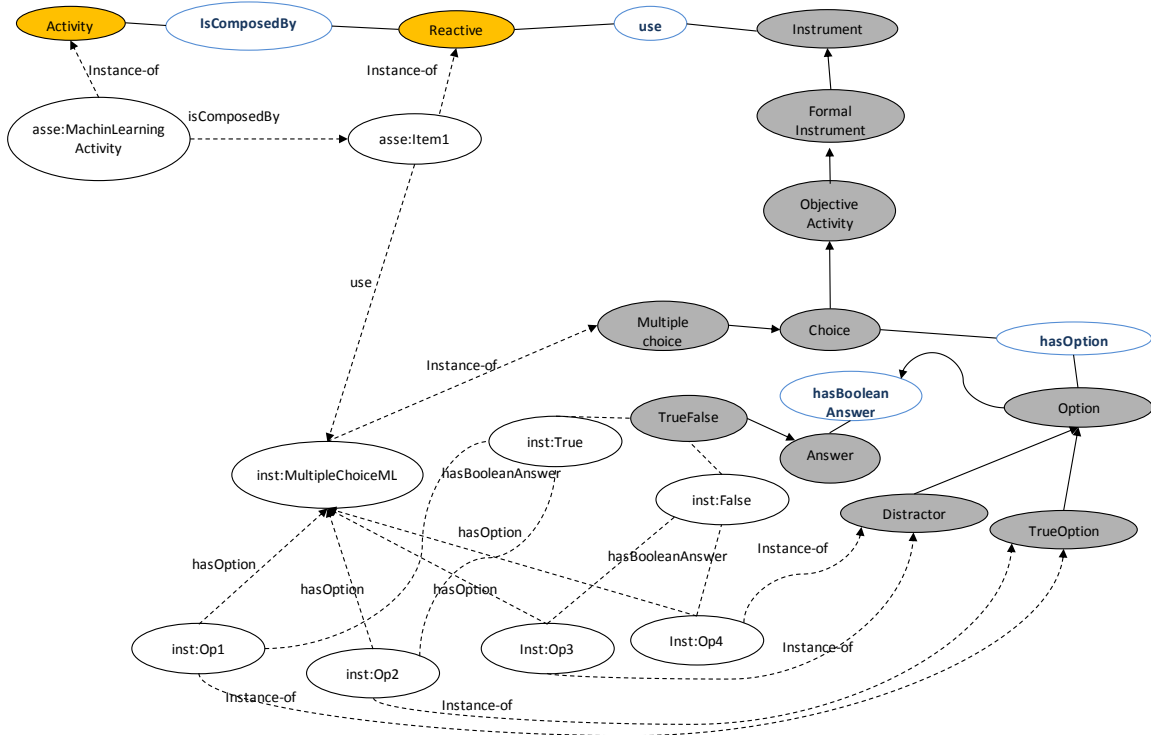 Activity
IsComposedBy
Reactive
use
Instrument
Instance-of
Instance-of
Formal
Instrument
asse:MachinLearning
Activity
isComposedBy
asse:Item1
Objective
Activity
use
Multiple
choice
Choice
hasOption
Instance-of
hasBoolean
Answer
Option
TrueFalse
inst:True
Answer
inst:MultipleChoiceML
hasBooleanAnswer
inst:False
Distractor
TrueOption
hasOption
Instance-of
hasBooleanAnswer
hasOption
hasOption
hasOption
inst:Op1
inst:Op2
Inst:Op3
Inst:Op4
Instance-of
Instance-of
Instance-of